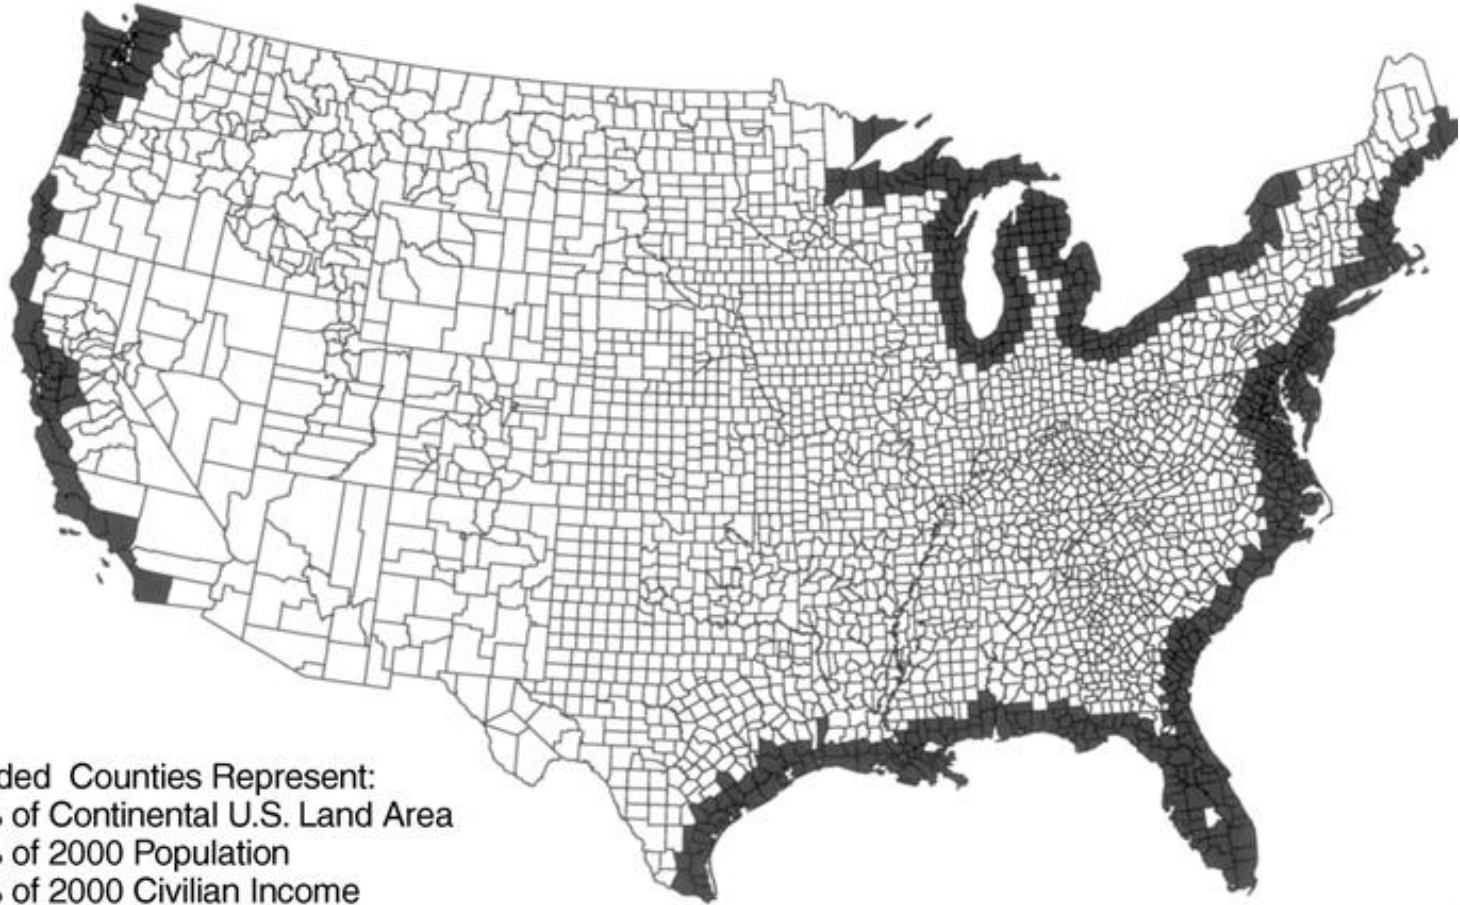 ded Counties Represent:
% of Continental U.S. Land Area
% of 2000 Population
% of 2000 Civilian Income